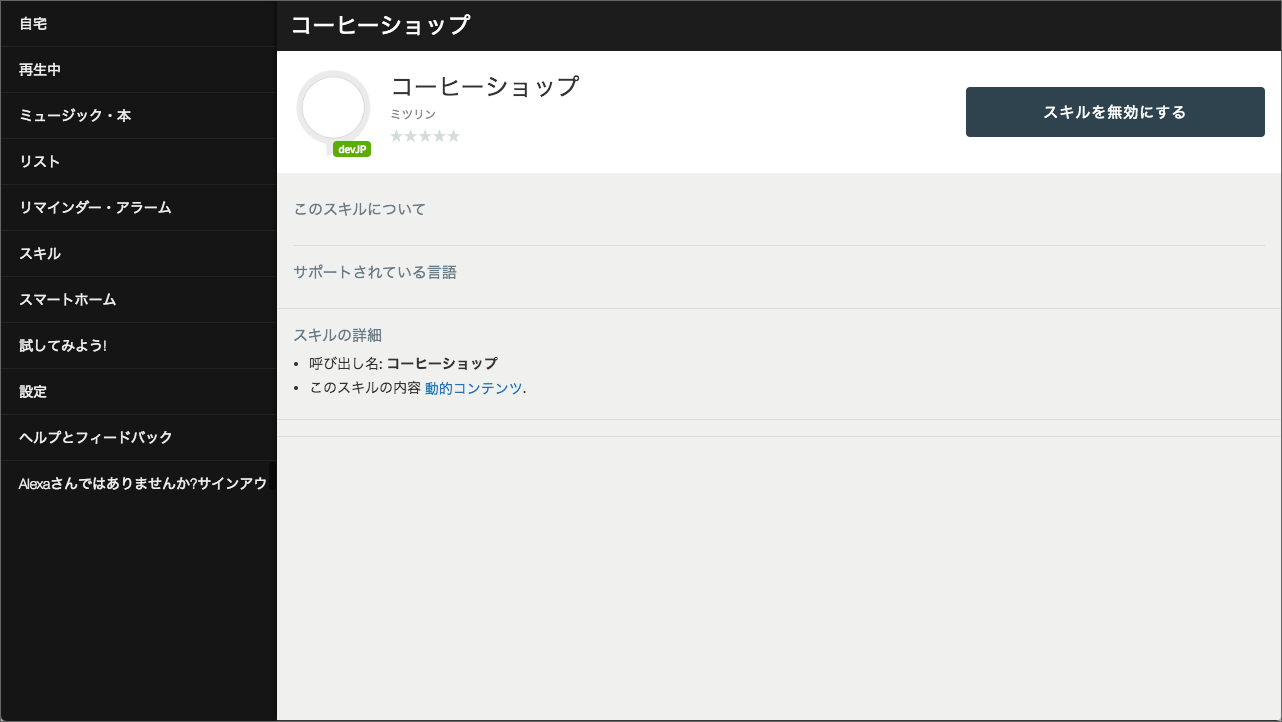 自宅
再生中
ミュージック・本
リスト
リマインダー・アラーム
スキル
スマートホーム
試してみよう!
設定
ヘルプとフィードバック
Alexaさんではありませんか?サインアウ
コーヒーショップ
コーヒーショップ
ミツリン
devJP
スキルを無効にする
このスキルについて
サポートされている言語
スキルの詳細
• 呼び出し名: コーヒーショップ
• このスキルの内容 動的コンテンツ.